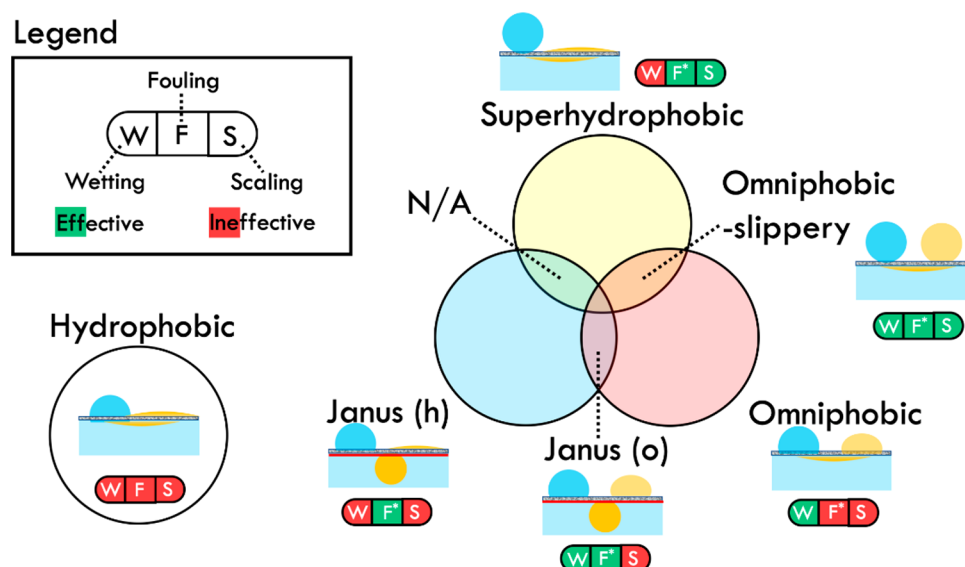 Legend
Fouling
W F S
Wetting
Scaling
Effective
Ineffective
W F* S
Superhydrophobic
N/A
Omniphobic
-slippery
W F* S
Hydrophobic
W F S
Janus (h)
W F* S
Janus (o)
W F* S
Omniphobic
W F* S